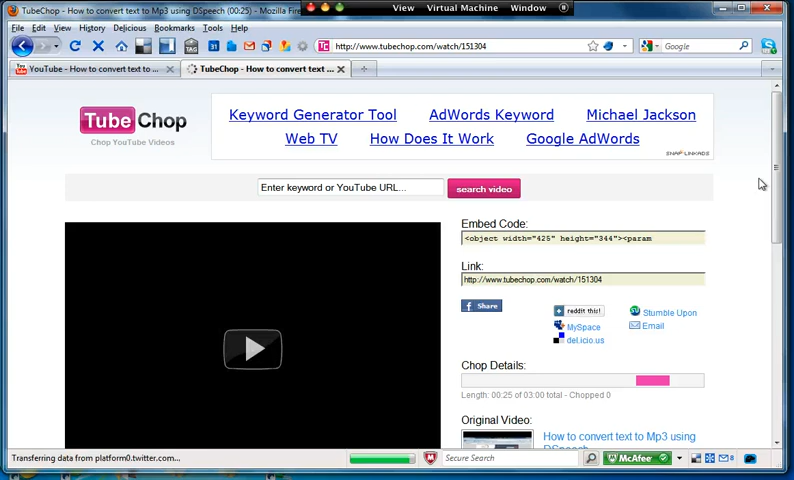 TubeChop - How to convert text to Mp3 using DSpeech (00:25) - Mozilla Fire
View Virtual Machine Window
File Edit View History Delicious Bookmarks Tools Help
http://www.tubechop.com/watch/151304
Google
YouTube - How to convert text to ...
TubeChop - How to convert text ...
TubeChop
Chop YouTube Videos
Keyword Generator Tool AdWords Keyword Michael Jackson
Web TV How Does It Work Google AdWords
SNAP LINKADS
Enter keyword or YouTube URL...
search video
Embed Code:
<object width="425" height="344"><param
Link:
http://www.tubechop.com/watch/151304
Share
reddit this!
Stumble Upon
MySpace
Email
del.icio.us
Chop Details:
Length: 00:25 of 03:00 total - Chopped 0
Original Video:
How to convert text to Mp3 using
DSpeech
Transferring data from platform0.twitter.com...
Secure Search
McAfee
8